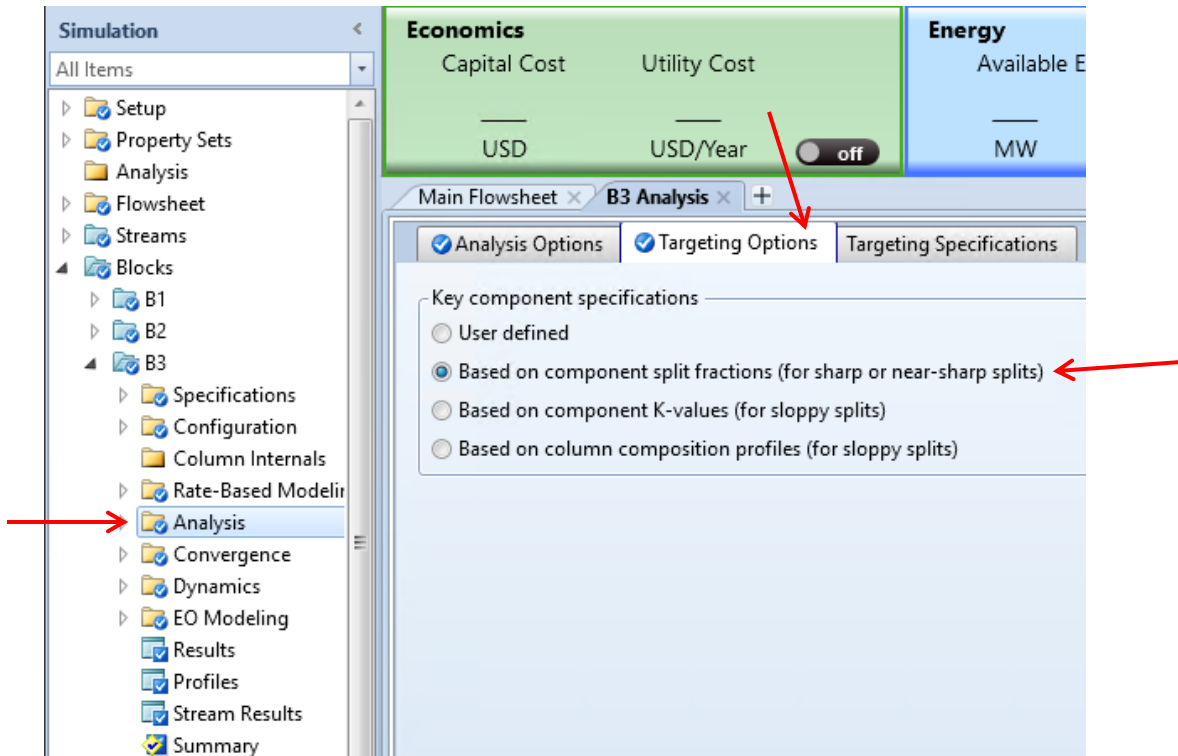 Simulation <
All Items
Setup
Property Sets
Analysis
Flowsheet
Streams
Blocks
B1
B2
B3
Specifications
Configuration
Column Internals
Rate-Based Modelin
Analysis
Convergence
Dynamics
EO Modeling
Results
Profiles
Stream Results
Summary
Economics
Capital Cost Utility Cost
USD USD/Year off
Energy
Available E
MW
Main Flowsheet × B3 Analysis × +
Analysis Options Targeting Options Targeting Specifications
Key component specifications
User defined
Based on component split fractions (for sharp or near-sharp splits)
Based on component K-values (for sloppy splits)
Based on column composition profiles (for sloppy splits)